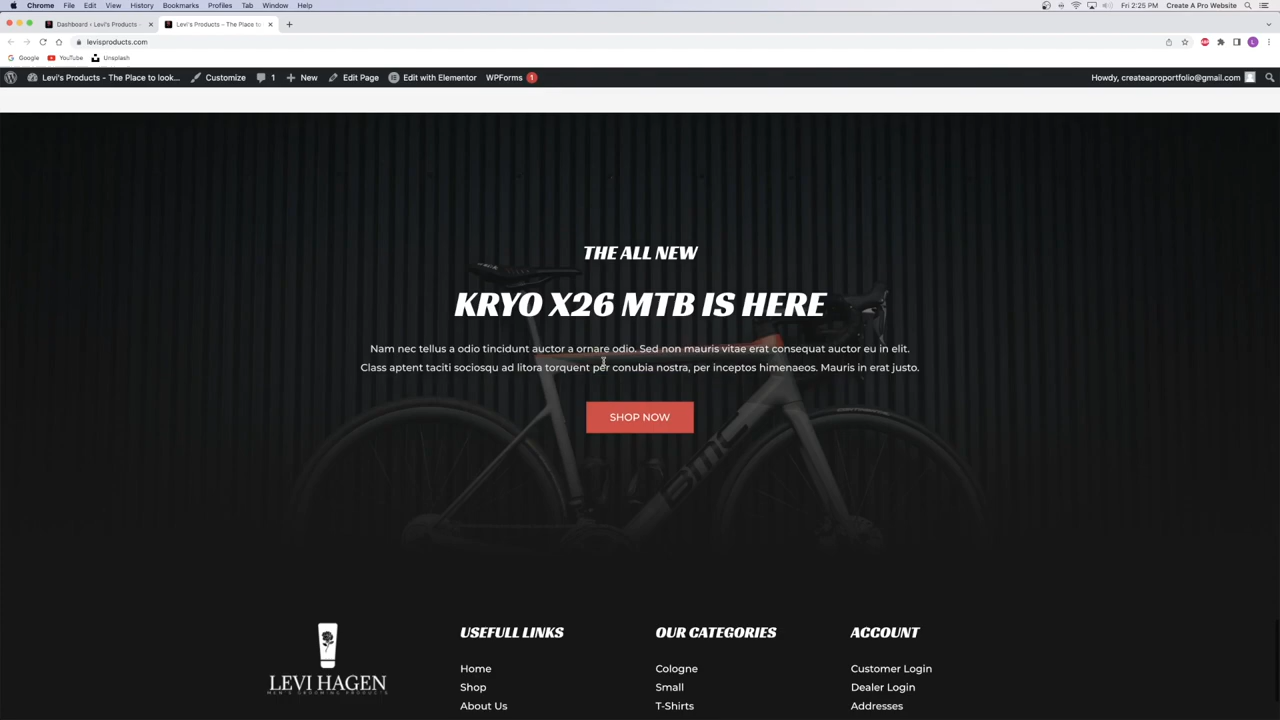 Chrome File Edit View History Bookmarks Profiles Tab Window Help Fri 2:25 PM Create A Pro Website
Dashboard ‹ Levi's Products - Levi's Products – The Place to
levisproducts.com
Google YouTube Unsplash
Levi's Products – The Place to look... Customize 1 New Edit Page Edit with Elementor WPForms 1 Howdy, createaproportfolio@gmail.com
THE ALL NEW
KRYO X26 MTB IS HERE
Nam nec tellus a odio tincidunt auctor a ornare odio. Sed non mauris vitae erat consequat auctor eu in elit.
Class aptent taciti sociosqu ad litora torquent per conubia nostra, per inceptos himenaeos. Mauris in erat justo.
SHOP NOW
BMC
USEFULL LINKS OUR CATEGORIES ACCOUNT
Home Cologne Customer Login
LEVI HAGEN
MEN'S GROOMING PRODUCTS
Shop Small Dealer Login
About Us T-Shirts Addresses